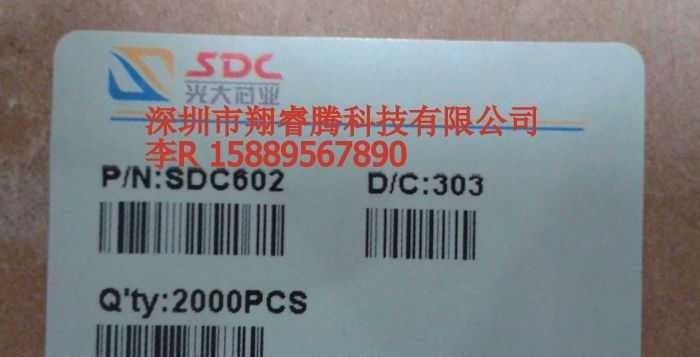 SDC
光大芯业
深圳市翔睿腾科技有限公司
李R 15889567890
P/N:SDC602 D/C:303
Q'ty:2000PCS